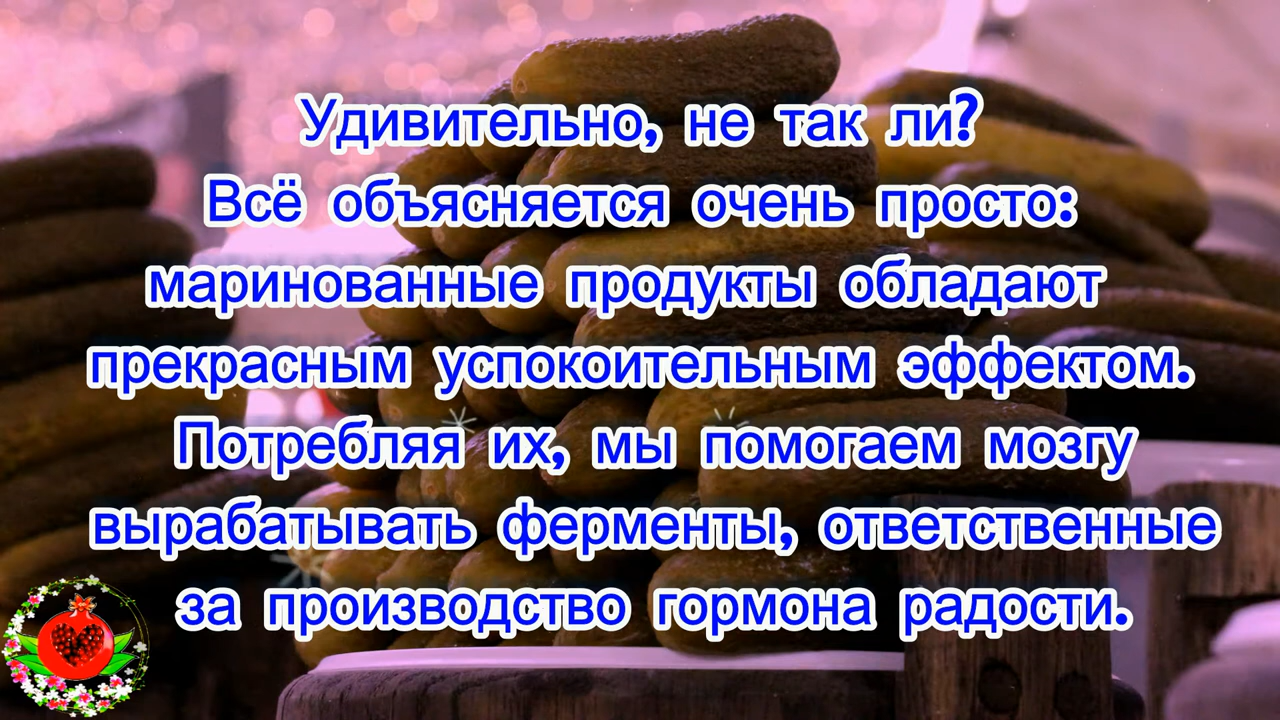 Удивительно, не так ли?
Всё объясняется очень просто:
маринованные продукты обладают
прекрасным успокоительным эффектом.
Потребляя их, мы помогаем мозгу
вырабатывать ферменты, ответственные
за производство гормона радости.